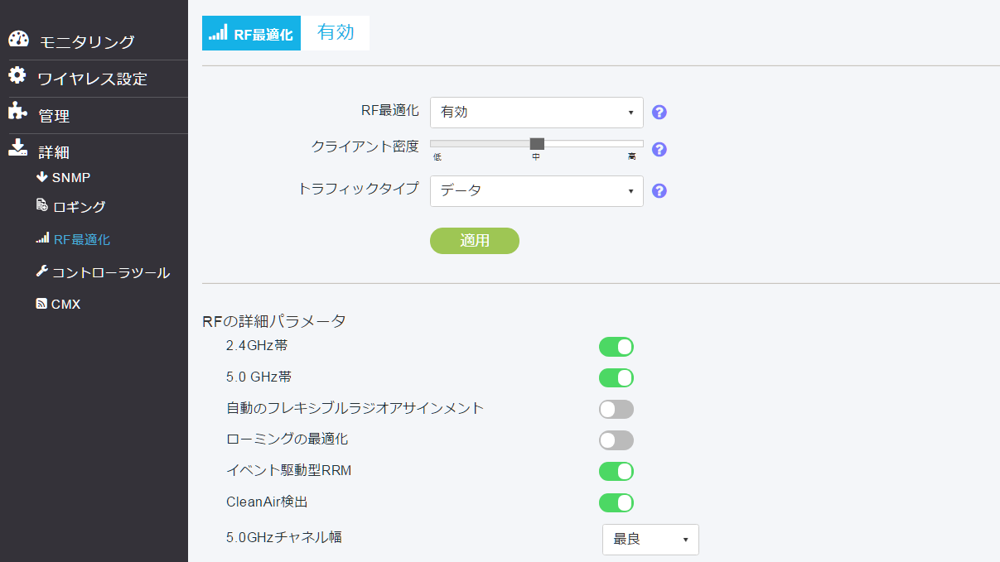 モニタリング
ワイヤレス設定
管理
詳細
SNMP
ロギング
RF最適化
コントローラツール
CMX
RF最適化 有効
RF最適化 有効
クライアント密度
低 中 高
トラフィックタイプ データ
適用
RFの詳細パラメータ
2.4GHz帯
5.0 GHz帯
自動のフレキシブルラジオアサインメント
ローミングの最適化
イベント駆動型RRM
CleanAir検出
5.0GHzチャネル幅 最良